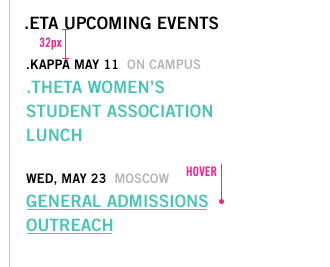 .ETA UPCOMING EVENTS
32px
.KAPPA MAY 11 ON CAMPUS
.THETA WOMEN'S
STUDENT ASSOCIATION
LUNCH
WED, MAY 23 MOSCOW
HOVER
GENERAL ADMISSIONS
OUTREACH